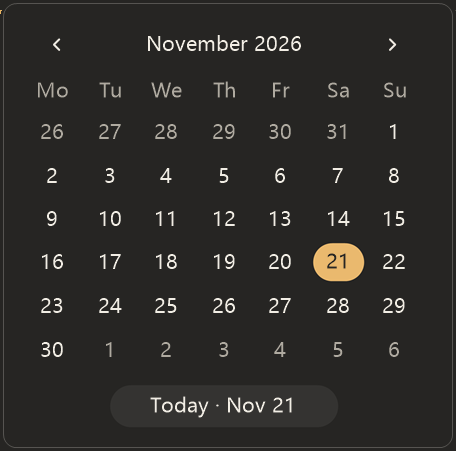 November 2026
Mo Tu We Th Fr Sa Su
26 27 28 29 30 31 1
2 3 4 5 6 7 8
9 10 11 12 13 14 15
16 17 18 19 20 21 22
23 24 25 26 27 28 29
30 1 2 3 4 5 6
Today · Nov 21